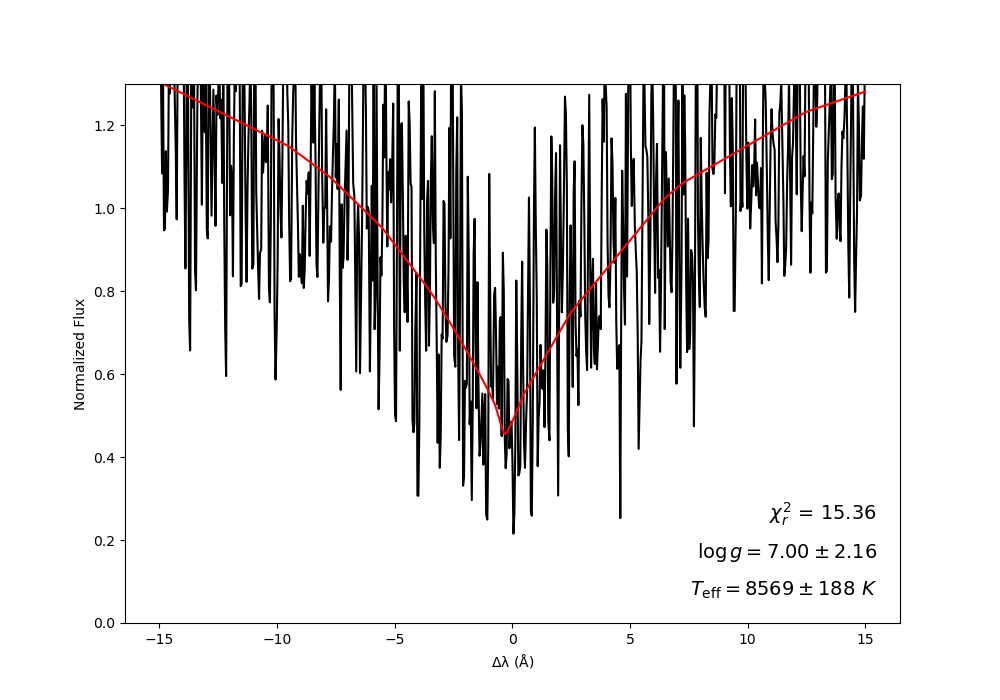 1.2
1.0
0.8
0.6
0.4
0.2
0.0
Normalized Flux
χ²ᵣ = 15.36
log g = 7.00 ± 2.16
T_eff = 8569 ± 188 K
−15 −10 −5 0 5 10 15
Δλ (Å)